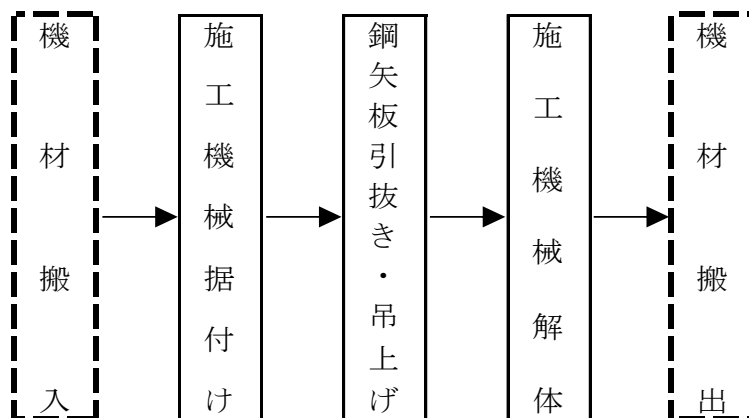 機材搬入
施工機械据付け
鋼矢板引抜き・吊上げ
施工機械解体
機材搬出